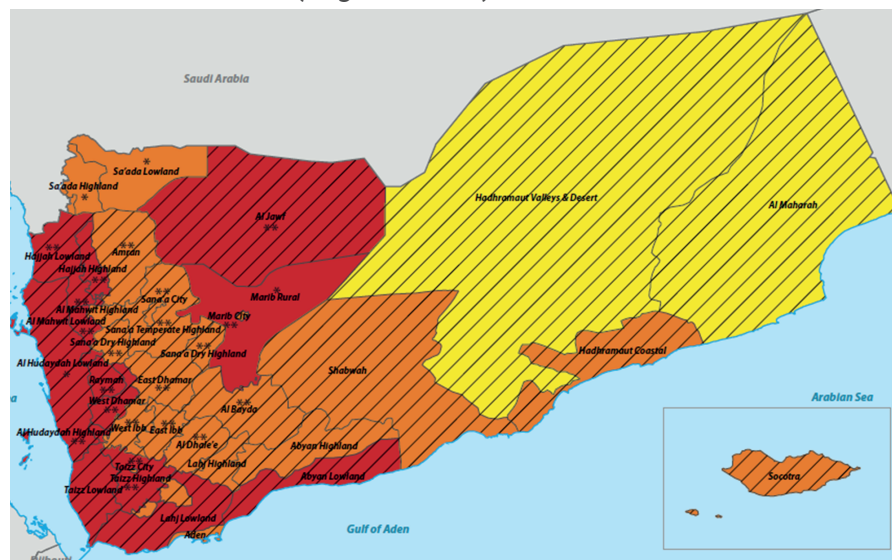 Saudi Arabia
Sa'ada Lowland
*
Sa'ada Highland
*
Hadhramaut Valleys & Desert
Al Maharah
Al Jawf
**
**
Hajjah Lowland
**
Amran
Hajjah Highland
**
Marib Rural
*
Sana'a City
**
Al Mahwit Highland
**
Marib City
**
Al Mahwit Lowland
**
Sana'a Temperate Highland
**
Sana'a Dry Highland
**
Sana'a Dry Highland
**
Hadhramaut Coastal
Al Hudaydah Lowland
*
Shabwah
Raymah
**
East Dhamar
**
West Dhamar
**
Al Bayda
**
Arabian Sea
Al Hudaydah Highland
**
West Ibb
**
East Ibb
**
Al Dhale'e
**
Abyan Highland
Lahj Highland
Taizz City
**
Taizz Highland
**
Abyan Lowland
Taizz Lowland
Socotra
Lahj Lowland
Aden
Gulf of Aden